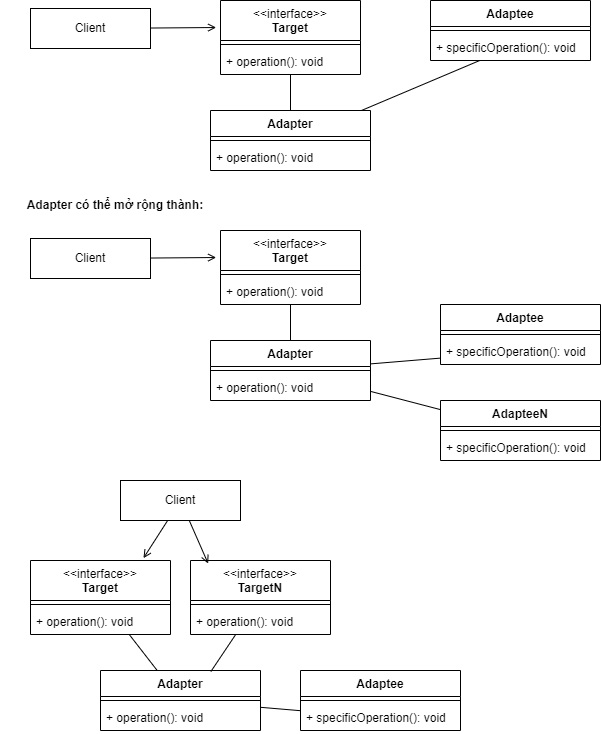 Client
<<interface>>
Target
+ operation(): void
Adaptee
+ specificOperation(): void
Adapter
+ operation(): void
Adapter có thể mở rộng thành:
Client
<<interface>>
Target
+ operation(): void
Adapter
+ operation(): void
Adaptee
+ specificOperation(): void
AdapteeN
+ specificOperation(): void
Client
<<interface>>
Target
+ operation(): void
<<interface>>
TargetN
+ operation(): void
Adapter
+ operation(): void
Adaptee
+ specificOperation(): void